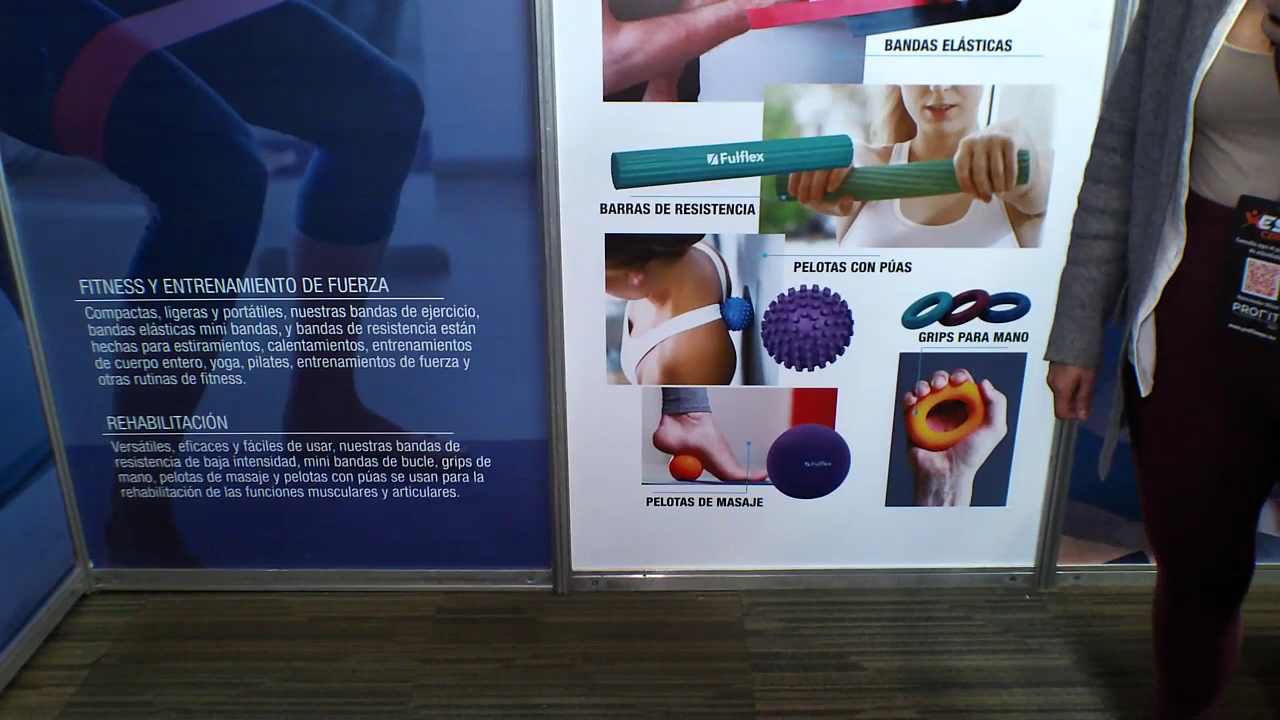 FITNESS Y ENTRENAMIENTO DE FUERZA
Compactas, ligeras y portátiles, nuestras bandas de ejercicio,
bandas elásticas mini bandas, y bandas de resistencia están
hechas para estiramientos, calentamientos, entrenamientos
de cuerpo entero, yoga, pilates, entrenamientos de fuerza y
otras rutinas de fitness.
REHABILITACIÓN
Versátiles, eficaces y fáciles de usar, nuestras bandas de
resistencia de baja intensidad, mini bandas de bucle, grips de
mano, pelotas de masaje y pelotas con púas se usan para la
rehabilitación de las funciones musculares y articulares.
BANDAS ELÁSTICAS
Fulflex
BARRAS DE RESISTENCIA
PELOTAS CON PÚAS
GRIPS PARA MANO
Fulflex
PELOTAS DE MASAJE